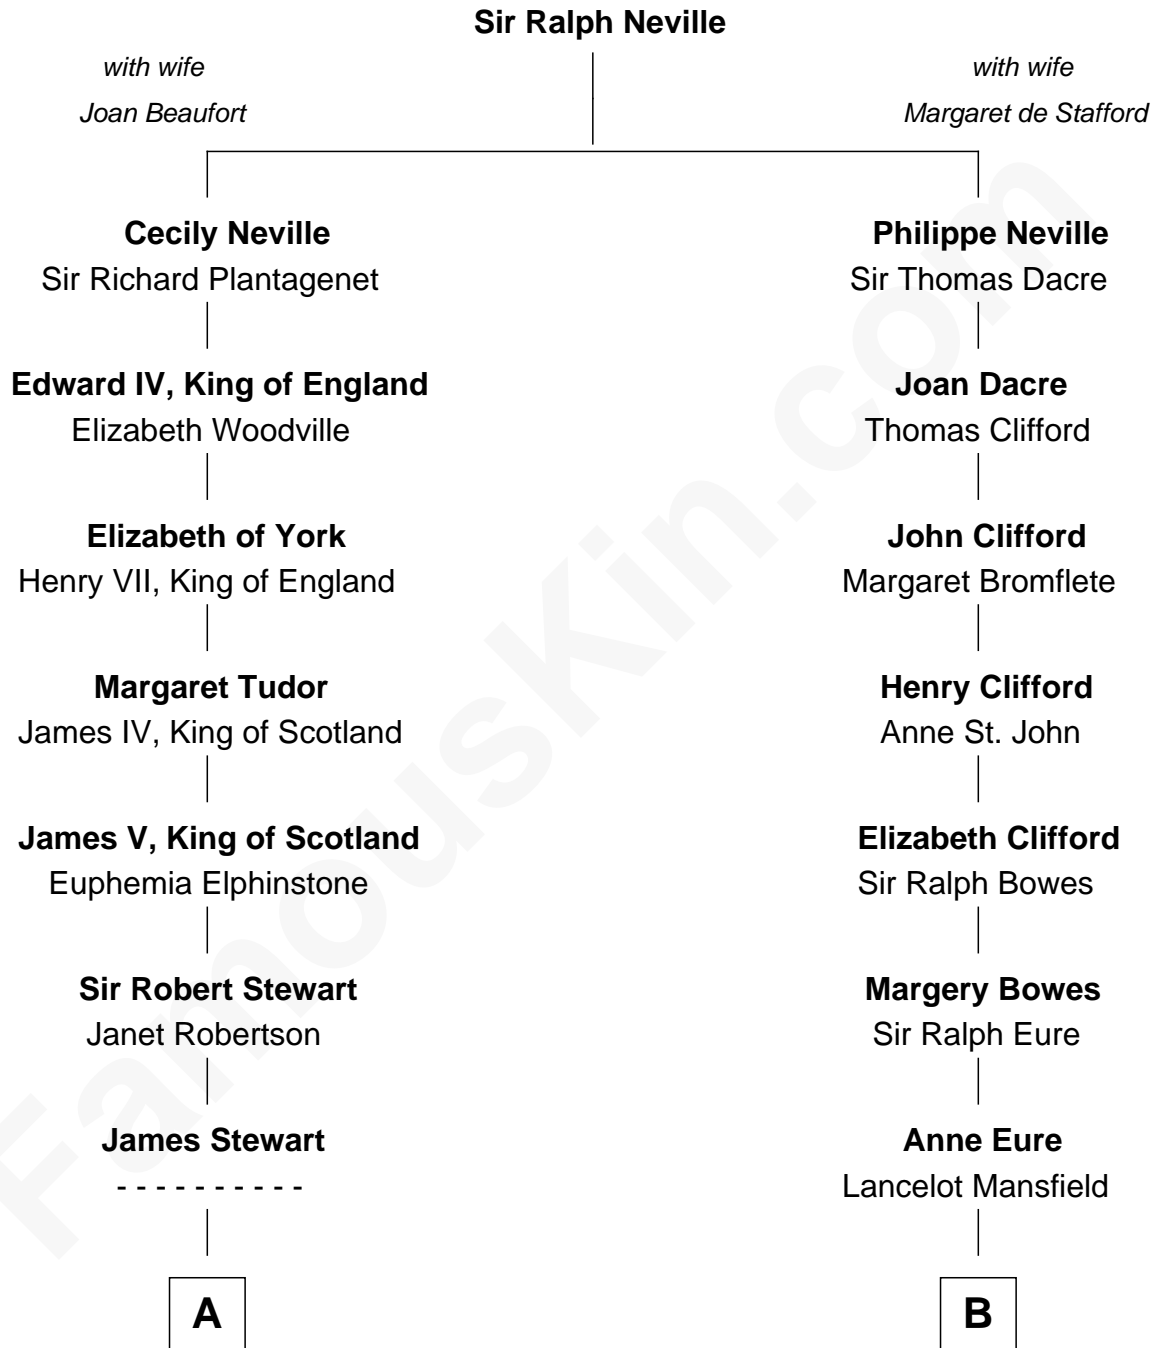 Sir Ralph Neville
with wife
Joan Beaufort
with wife
Margaret de Stafford
Cecily Neville
Sir Richard Plantagenet
Philippe Neville
Sir Thomas Dacre
Edward IV, King of England
Elizabeth Woodville
Joan Dacre
Thomas Clifford
Elizabeth of York
Henry VII, King of England
John Clifford
Margaret Bromflete
Margaret Tudor
James IV, King of Scotland
Henry Clifford
Anne St. John
James V, King of Scotland
Euphemia Elphinstone
Elizabeth Clifford
Sir Ralph Bowes
Sir Robert Stewart
Janet Robertson
Margery Bowes
Sir Ralph Eure
James Stewart
- - - - - - - - - -
Anne Eure
Lancelot Mansfield
A
B
FamousKin.com